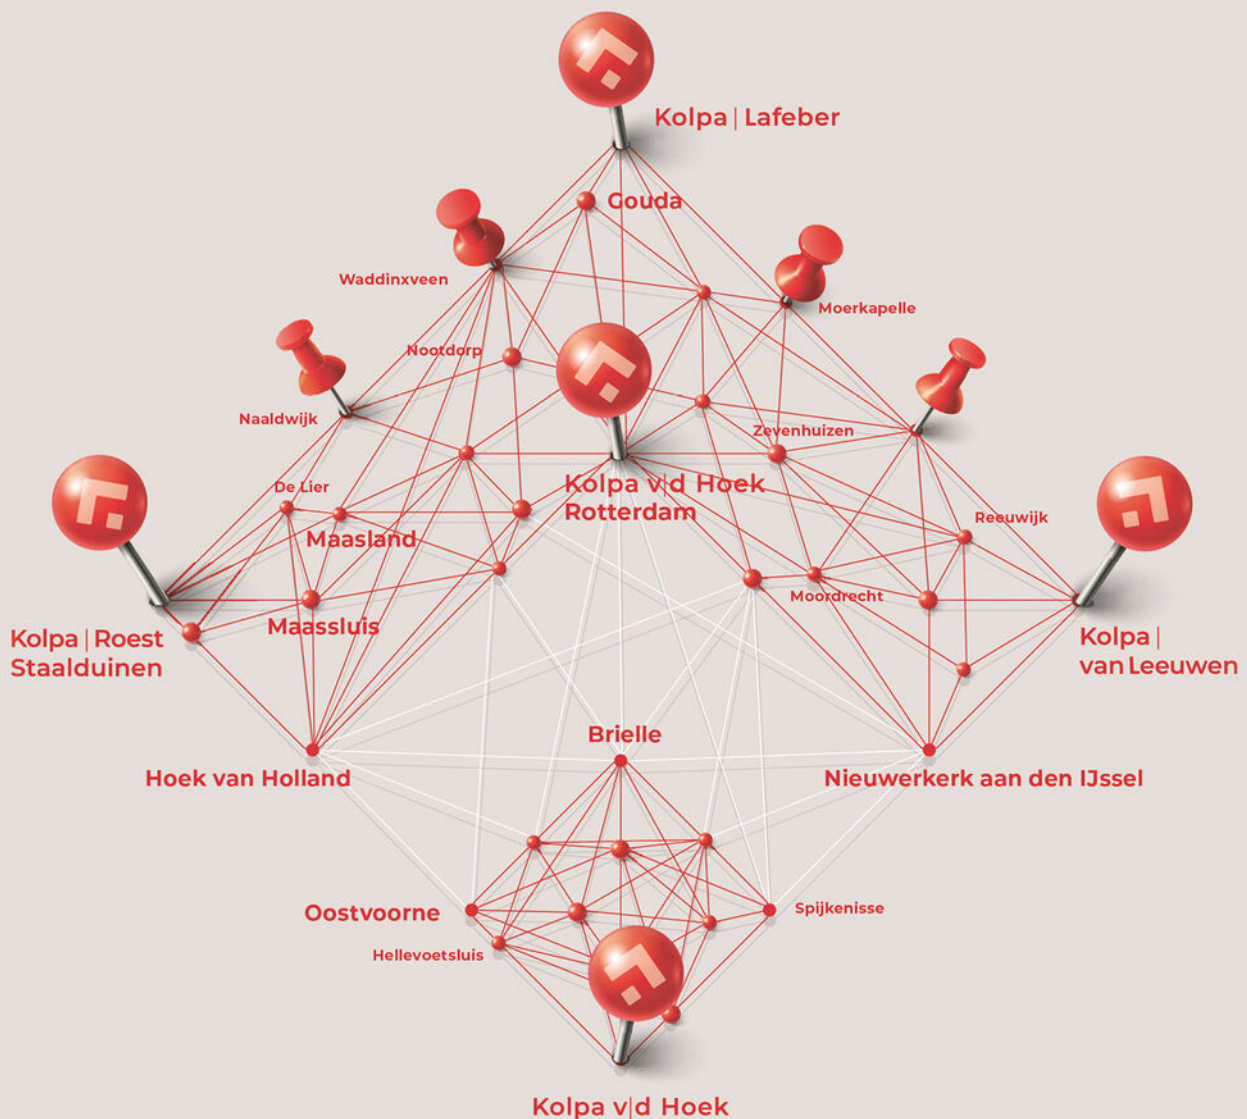 Kolpa | Lafeber
Gouda
Waddinxveen
Moerkapelle
Nootdorp
Naaldwijk
Zevenhuizen
Kolpa v|d Hoek
Rotterdam
De Lier
Maasland
Reeuwijk
Moordrecht
Maassluis
Kolpa | Roest
Staalduinen
Kolpa |
van Leeuwen
Brielle
Hoek van Holland
Nieuwerkerk aan den IJssel
Oostvoorne
Spijkenisse
Hellevoetsluis
Kolpa v|d Hoek